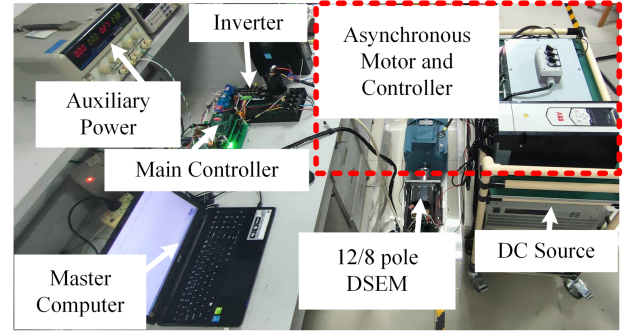 Inverter
Asynchronous
Motor and
Controller
Auxiliary
Power
Main Controller
Master
Computer
12/8 pole
DSEM
DC Source